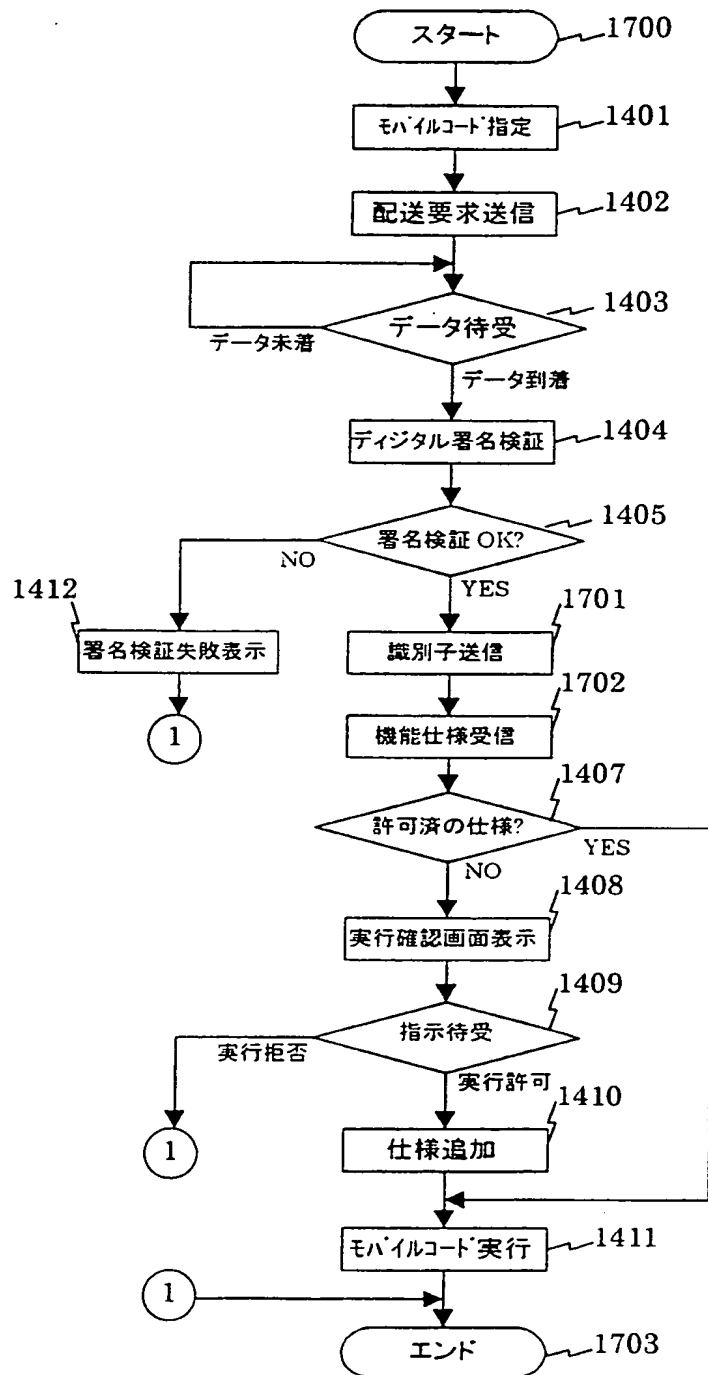 スタート
1700
モバイルコード指定
1401
配送要求送信
1402
データ待受
1403
データ未着
データ到着
ディジタル署名検証
1404
署名検証 OK?
1405
NO
YES
1412
署名検証失敗表示
1
識別子送信
1701
機能仕様受信
1702
許可済の仕様?
1407
YES
NO
実行確認画面表示
1408
指示待受
1409
実行拒否
実行許可
1
仕様追加
1410
モバイルコード実行
1411
1
エンド
1703